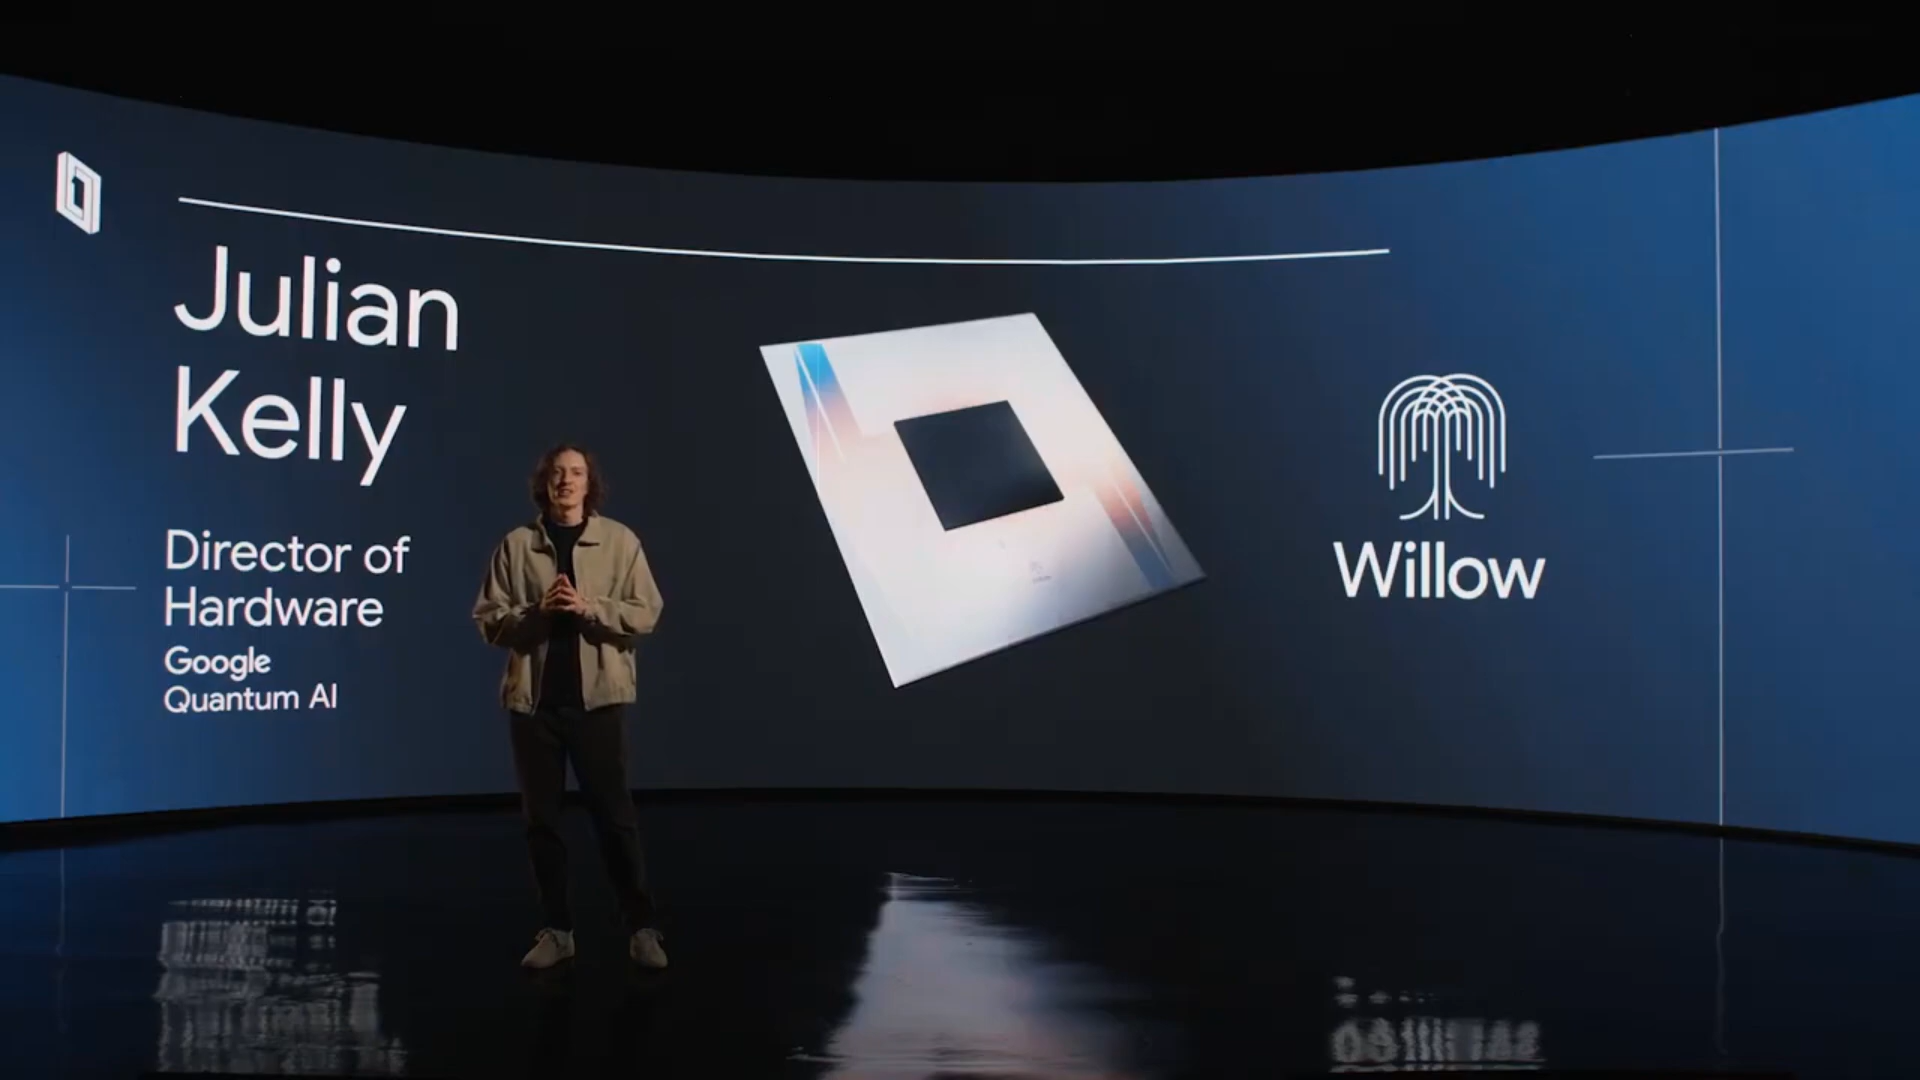 Julian
Kelly
Director of
Hardware
Google
Quantum AI
Willow